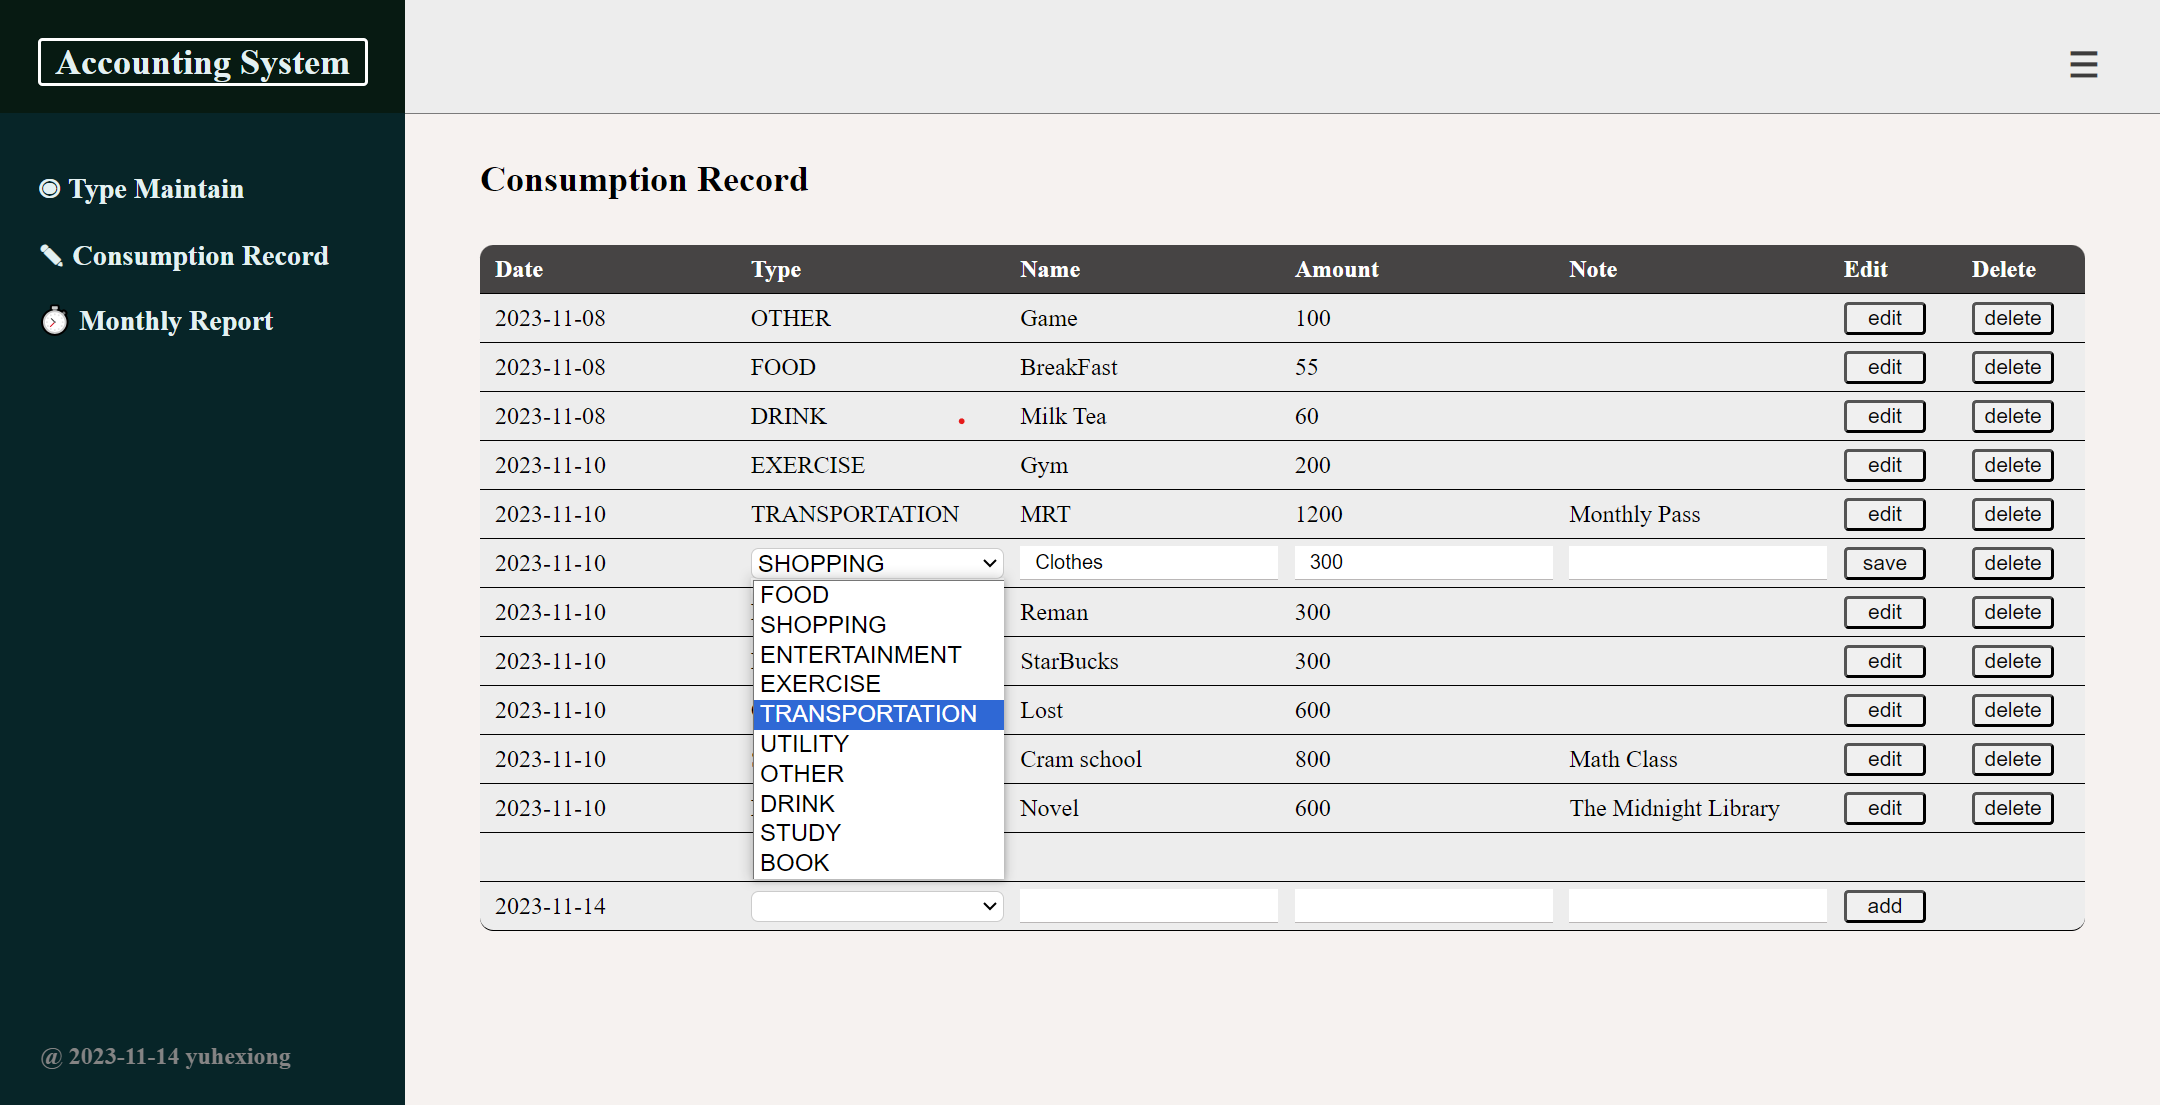 Accounting System
Type Maintain
Consumption Record
Monthly Report
@ 2023-11-14 yuhexiong
Consumption Record
Date Type Name Amount Note Edit Delete
2023-11-08 OTHER Game 100 edit delete
2023-11-08 FOOD BreakFast 55 edit delete
2023-11-08 DRINK Milk Tea 60 edit delete
2023-11-10 EXERCISE Gym 200 edit delete
2023-11-10 TRANSPORTATION MRT 1200 Monthly Pass edit delete
2023-11-10 SHOPPING Clothes 300 save delete
FOOD
SHOPPING
ENTERTAINMENT
EXERCISE
TRANSPORTATION
UTILITY
OTHER
DRINK
STUDY
BOOK
2023-11-10 Reman 300 edit delete
2023-11-10 StarBucks 300 edit delete
2023-11-10 Lost 600 edit delete
2023-11-10 Cram school 800 Math Class edit delete
2023-11-10 Novel 600 The Midnight Library edit delete
2023-11-14 add